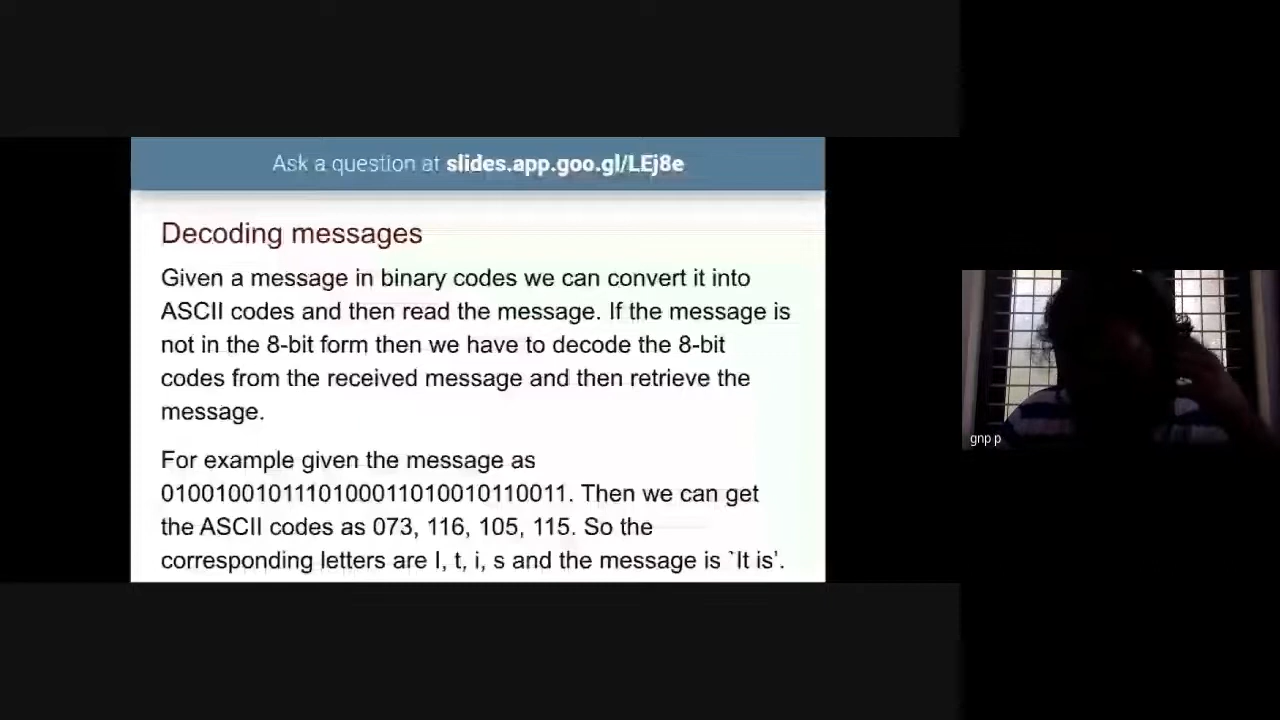 Ask a question at slides.app.goo.gl/LEj8e
Decoding messages
Given a message in binary codes we can convert it into
ASCII codes and then read the message. If the message is
not in the 8-bit form then we have to decode the 8-bit
codes from the received message and then retrieve the
message.
For example given the message as
01001001011101000110100101110011. Then we can get
the ASCII codes as 073, 116, 105, 115. So the
corresponding letters are I, t, i, s and the message is `It is'.
gnp p